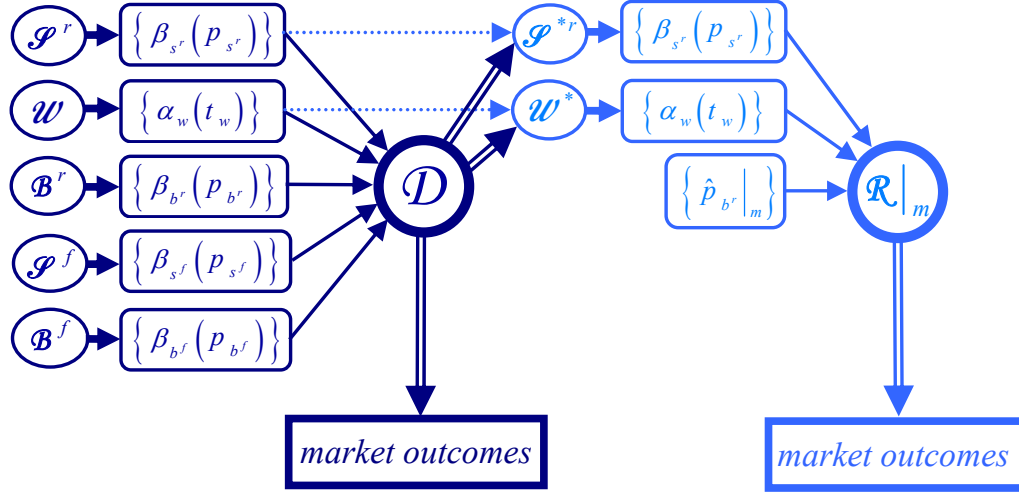 𝒮 ʳ { β_{s^r} ( p_{s^r} ) } 𝒮 *ʳ { β_{s^r} ( p_{s^r} ) }
𝒲 { α_w ( t_w ) } 𝒲 * { α_w ( t_w ) }
ℬ ʳ { β_{b^r} ( p_{b^r} ) } 𝒟 { p̂_{b^r} |_m } ℛ |_m
𝒮 ᶠ { β_{s^f} ( p_{s^f} ) }
ℬ ᶠ { β_{b^f} ( p_{b^f} ) }
market outcomes market outcomes